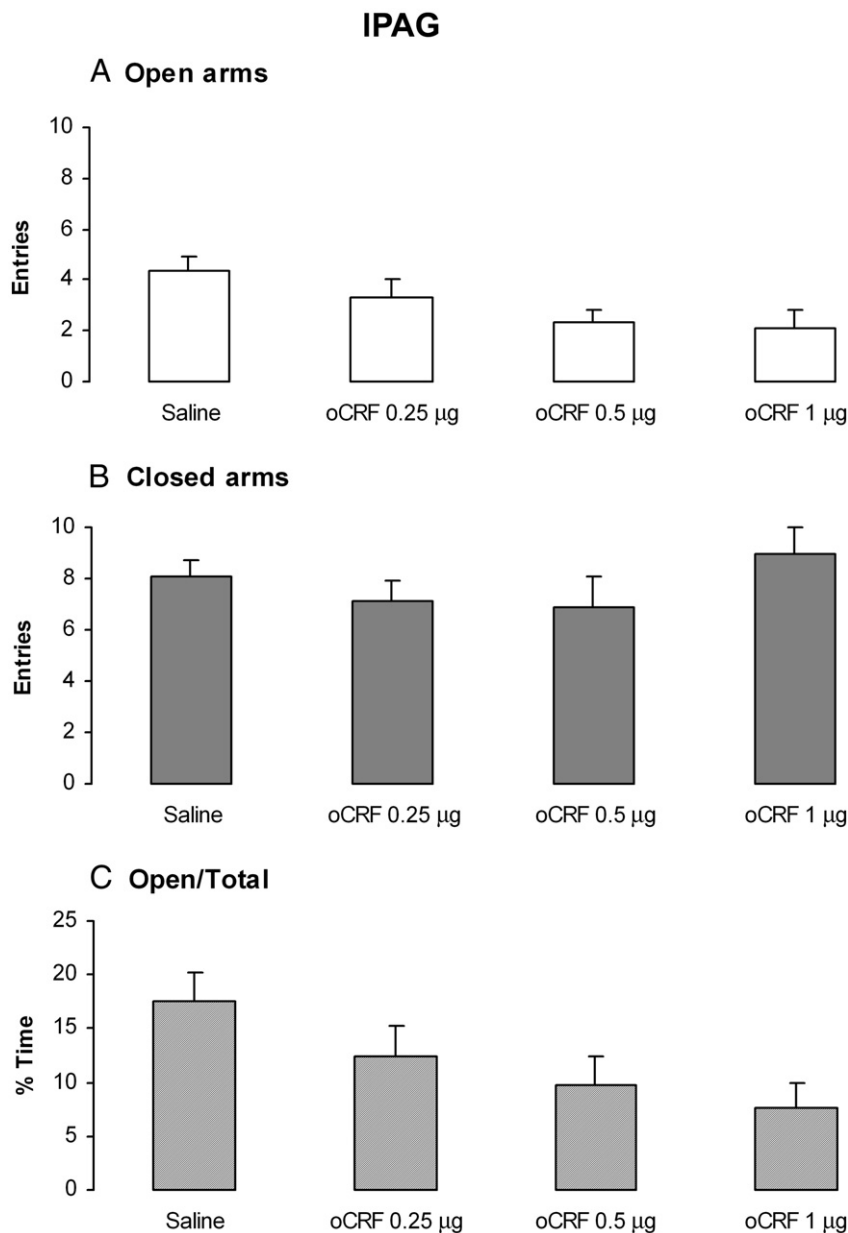 IPAG
A Open arms
10
8
6
4
2
0
Entries
Saline oCRF 0.25 µg oCRF 0.5 µg oCRF 1 µg
B Closed arms
10
8
6
4
2
0
Entries
Saline oCRF 0.25 µg oCRF 0.5 µg oCRF 1 µg
C Open/Total
25
20
15
10
5
0
% Time
Saline oCRF 0.25 µg oCRF 0.5 µg oCRF 1 µg